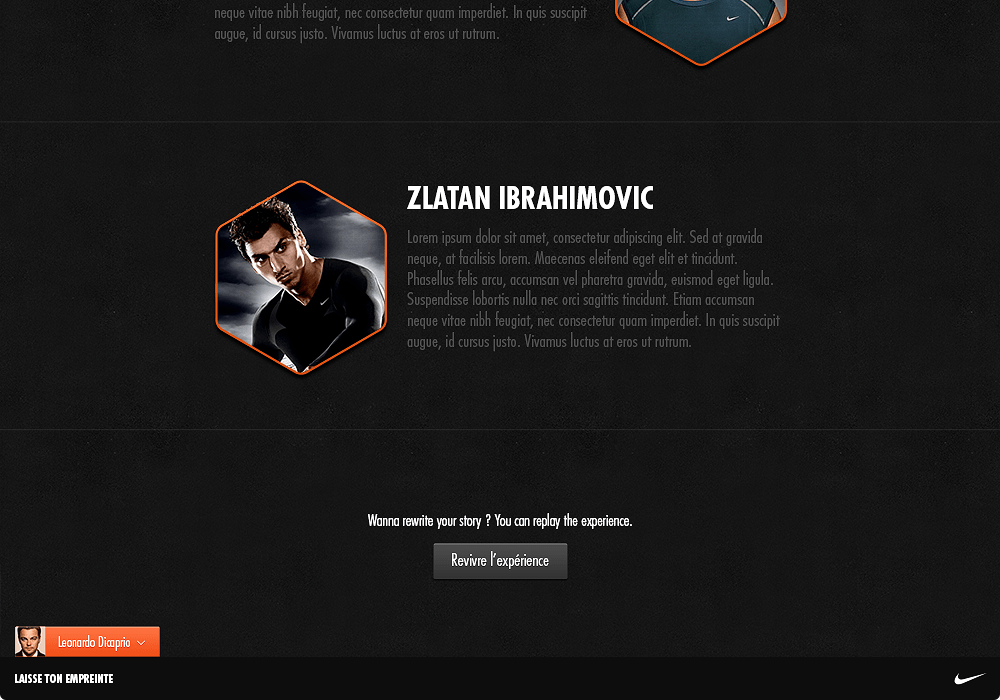 neque vitae nibh feugiat, nec consectetur quam imperdiet. In quis suscipit
augue, id cursus justo. Vivamus luctus at eros ut rutrum.
ZLATAN IBRAHIMOVIC
Lorem ipsum dolor sit amet, consectetur adipiscing elit. Sed at gravida
neque, at facilisis lorem. Maecenas eleifend eget elit et tincidunt.
Phasellus felis arcu, accumsan vel pharetra gravida, euismod eget ligula.
Suspendisse lobortis nulla nec orci sagittis tincidunt. Etiam accumsan
neque vitae nibh feugiat, nec consectetur quam imperdiet. In quis suscipit
augue, id cursus justo. Vivamus luctus at eros ut rutrum.
Wanna rewrite your story ? You can replay the experience.
Revivre l'expérience
Leonardo Dicaprio
LAISSE TON EMPREINTE